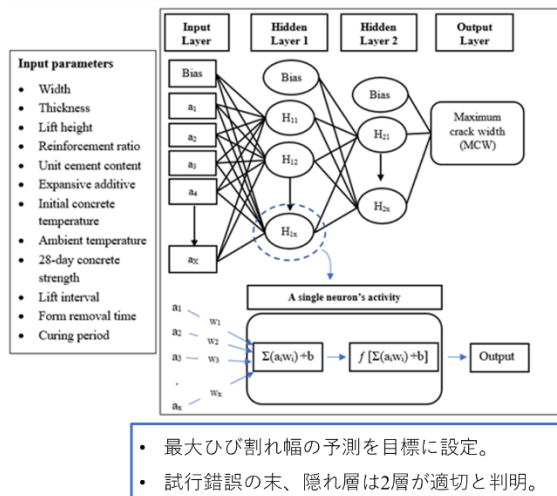 Input parameters
• Width
• Thickness
• Lift height
• Reinforcement ratio
• Unit cement content
• Expansive additive
• Initial concrete
temperature
• Ambient temperature
• 28-day concrete
strength
• Lift interval
• Form removal time
• Curing period
Input
Layer
Hidden
Layer 1
Hidden
Layer 2
Output
Layer
Bias
a1
a2
a3
a4
aX
Bias
H11
H12
H1x
Bias
H21
H2x
Maximum
crack width
(MCW)
A single neuron's activity
a1
a2
a3
.
ax
w1
w2
w3
wx
Σ(aiwi) +b
f [Σ(aiwi) +b]
Output
• 最大ひび割れ幅の予測を目標に設定。
• 試行錯誤の末、隠れ層は2層が適切と判明。